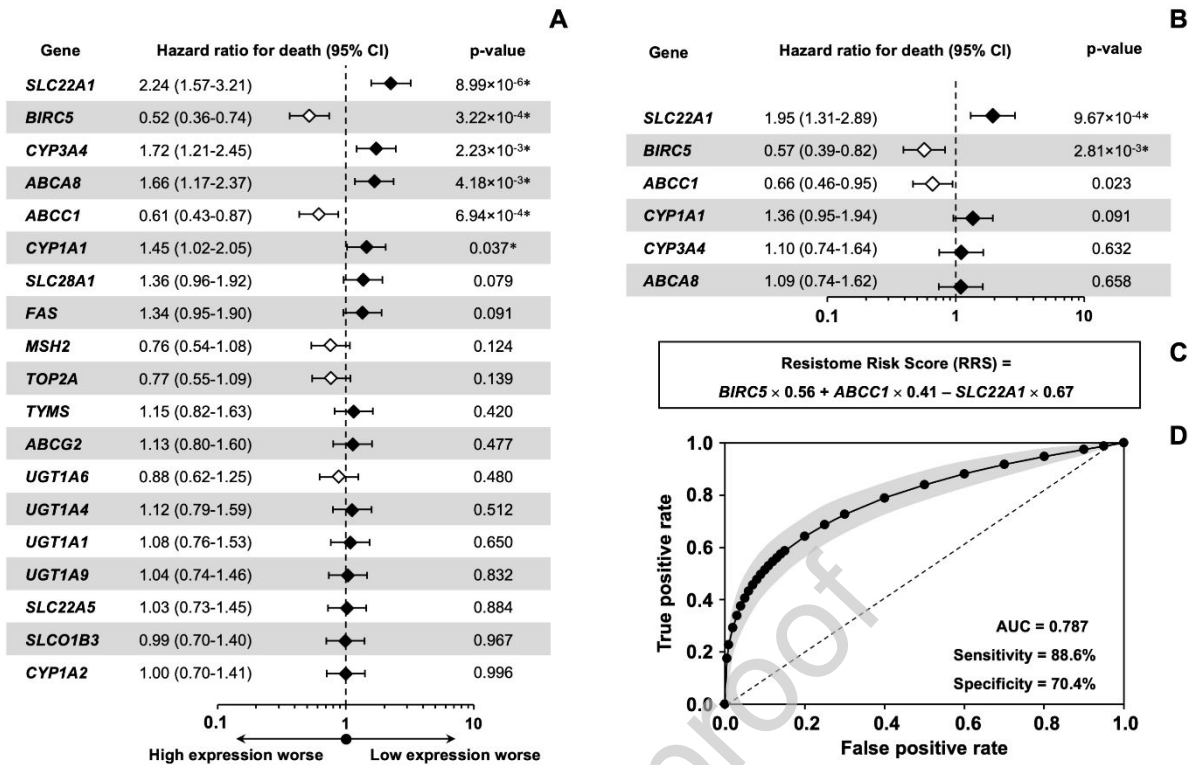 A
Gene Hazard ratio for death (95% CI) p-value
SLC22A1 2.24 (1.57-3.21) 8.99×10⁻⁶*
BIRC5 0.52 (0.36-0.74) 3.22×10⁻⁴*
CYP3A4 1.72 (1.21-2.45) 2.23×10⁻³*
ABCA8 1.66 (1.17-2.37) 4.18×10⁻³*
ABCC1 0.61 (0.43-0.87) 6.94×10⁻⁴*
CYP1A1 1.45 (1.02-2.05) 0.037*
SLC28A1 1.36 (0.96-1.92) 0.079
FAS 1.34 (0.95-1.90) 0.091
MSH2 0.76 (0.54-1.08) 0.124
TOP2A 0.77 (0.55-1.09) 0.139
TYMS 1.15 (0.82-1.63) 0.420
ABCG2 1.13 (0.80-1.60) 0.477
UGT1A6 0.88 (0.62-1.25) 0.480
UGT1A4 1.12 (0.79-1.59) 0.512
UGT1A1 1.08 (0.76-1.53) 0.650
UGT1A9 1.04 (0.74-1.46) 0.832
SLC22A5 1.03 (0.73-1.45) 0.884
SLCO1B3 0.99 (0.70-1.40) 0.967
CYP1A2 1.00 (0.70-1.41) 0.996
0.1 1 10
High expression worse Low expression worse
B
Gene Hazard ratio for death (95% CI) p-value
SLC22A1 1.95 (1.31-2.89) 9.67×10⁻⁴*
BIRC5 0.57 (0.39-0.82) 2.81×10⁻³*
ABCC1 0.66 (0.46-0.95) 0.023
CYP1A1 1.36 (0.95-1.94) 0.091
CYP3A4 1.10 (0.74-1.64) 0.632
ABCA8 1.09 (0.74-1.62) 0.658
0.1 1 10
C
Resistome Risk Score (RRS) =
BIRC5 × 0.56 + ABCC1 × 0.41 – SLC22A1 × 0.67
D
True positive rate
1.0
0.8
0.6
0.4
0.2
0.0
AUC = 0.787
Sensitivity = 88.6%
Specificity = 70.4%
0.0 0.2 0.4 0.6 0.8 1.0
False positive rate
proof